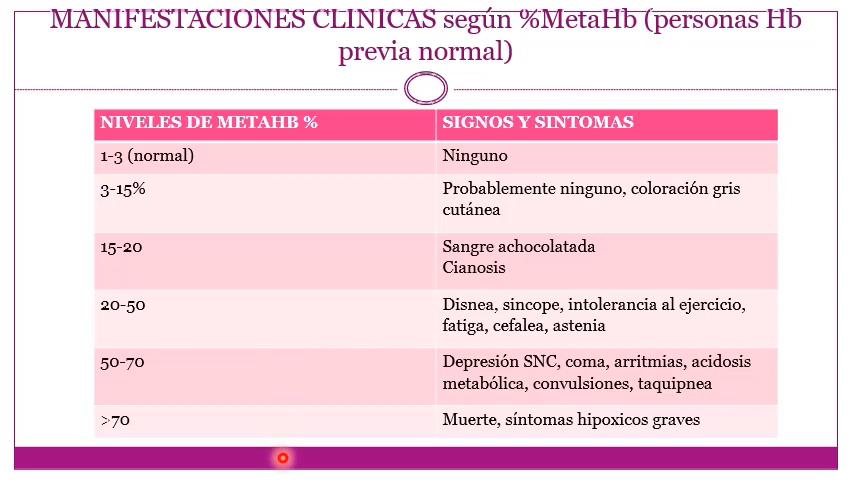 MANIFESTACIONES CLINICAS según %MetaHb (personas Hb
previa normal)
NIVELES DE METAHB %
SIGNOS Y SINTOMAS
1-3 (normal)
Ninguno
3-15%
Probablemente ninguno, coloración gris
cutánea
15-20
Sangre achocolatada
Cianosis
20-50
Disnea, sincope, intolerancia al ejercicio,
fatiga, cefalea, astenia
50-70
Depresión SNC, coma, arritmias, acidosis
metabólica, convulsiones, taquipnea
>70
Muerte, síntomas hipoxicos graves